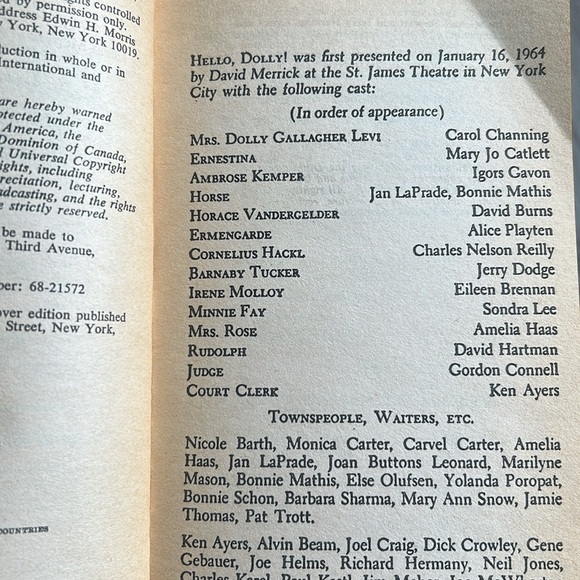 ghts controlled
d by permission only.
ddress Edwin H. Morris
York, New York 10019.
duction in whole or in
International and
are hereby warned
otected under the
America, the
Dominion of Canada,
Universal Copyright
ights, including
recitation, lecturing,
adcasting, and the rights
e strictly reserved.
be made to
Third Avenue,
ber: 68-21572
over edition published
Street, New York,
COUNTRIES
HELLO, DOLLY! was first presented on January 16, 1964
by David Merrick at the St. James Theatre in New York
City with the following cast:
(In order of appearance)
MRS. DOLLY GALLAGHER LEVI Carol Channing
ERNESTINA Mary Jo Catlett
AMBROSE KEMPER Igors Gavon
HORSE Jan LaPrade, Bonnie Mathis
HORACE VANDERGELDER David Burns
ERMENGARDE Alice Playten
CORNELIUS HACKL Charles Nelson Reilly
BARNABY TUCKER Jerry Dodge
IRENE MOLLOY Eileen Brennan
MINNIE FAY Sondra Lee
MRS. ROSE Amelia Haas
RUDOLPH David Hartman
JUDGE Gordon Connell
COURT CLERK Ken Ayers
TOWNSPEOPLE, WAITERS, ETC.
Nicole Barth, Monica Carter, Carvel Carter, Amelia
Haas, Jan LaPrade, Joan Buttons Leonard, Marilyne
Mason, Bonnie Mathis, Else Olufsen, Yolanda Poropat,
Bonnie Schon, Barbara Sharma, Mary Ann Snow, Jamie
Thomas, Pat Trott.
Ken Ayers, Alvin Beam, Joel Craig, Dick Crowley, Gene
Gebauer, Joe Helms, Richard Hermany, Neil Jones,
Charles Karel, Paul